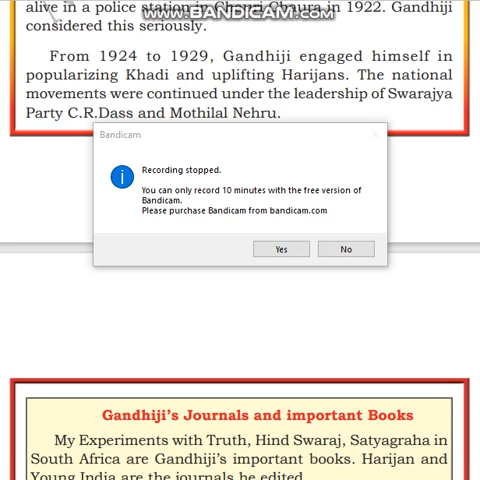 alive in a police station in Chauri Chaura in 1922. Gandhiji
www.BANDICAM.com
considered this seriously.
From 1924 to 1929, Gandhiji engaged himself in
popularizing Khadi and uplifting Harijans. The national
movements were continued under the leadership of Swarajya
Party C.R.Dass and Mothilal Nehru.
Bandicam
Recording stopped.
You can only record 10 minutes with the free version of
Bandicam.
Please purchase Bandicam from bandicam.com
Yes
No
Gandhiji's Journals and important Books
My Experiments with Truth, Hind Swaraj, Satyagraha in
South Africa are Gandhiji's important books. Harijan and
Young India are the journals he edited.